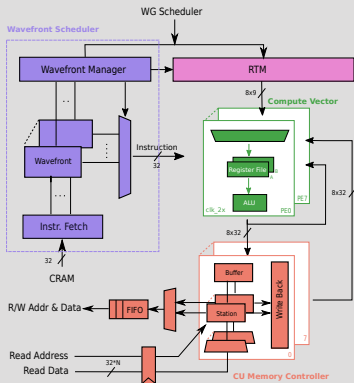 WG Scheduler
Wavefront Scheduler
Wavefront Manager
RTM
8x9
Compute Vector
Wavefront
Instruction
32
Register File
ALU
clk_2x
PE0
PE7
8x32
8x32
Instr. Fetch
32
CRAM
Buffer
Station
Write Back
FIFO
R/W Addr & Data
Read Address
Read Data
32*N
0
7
CU Memory Controller